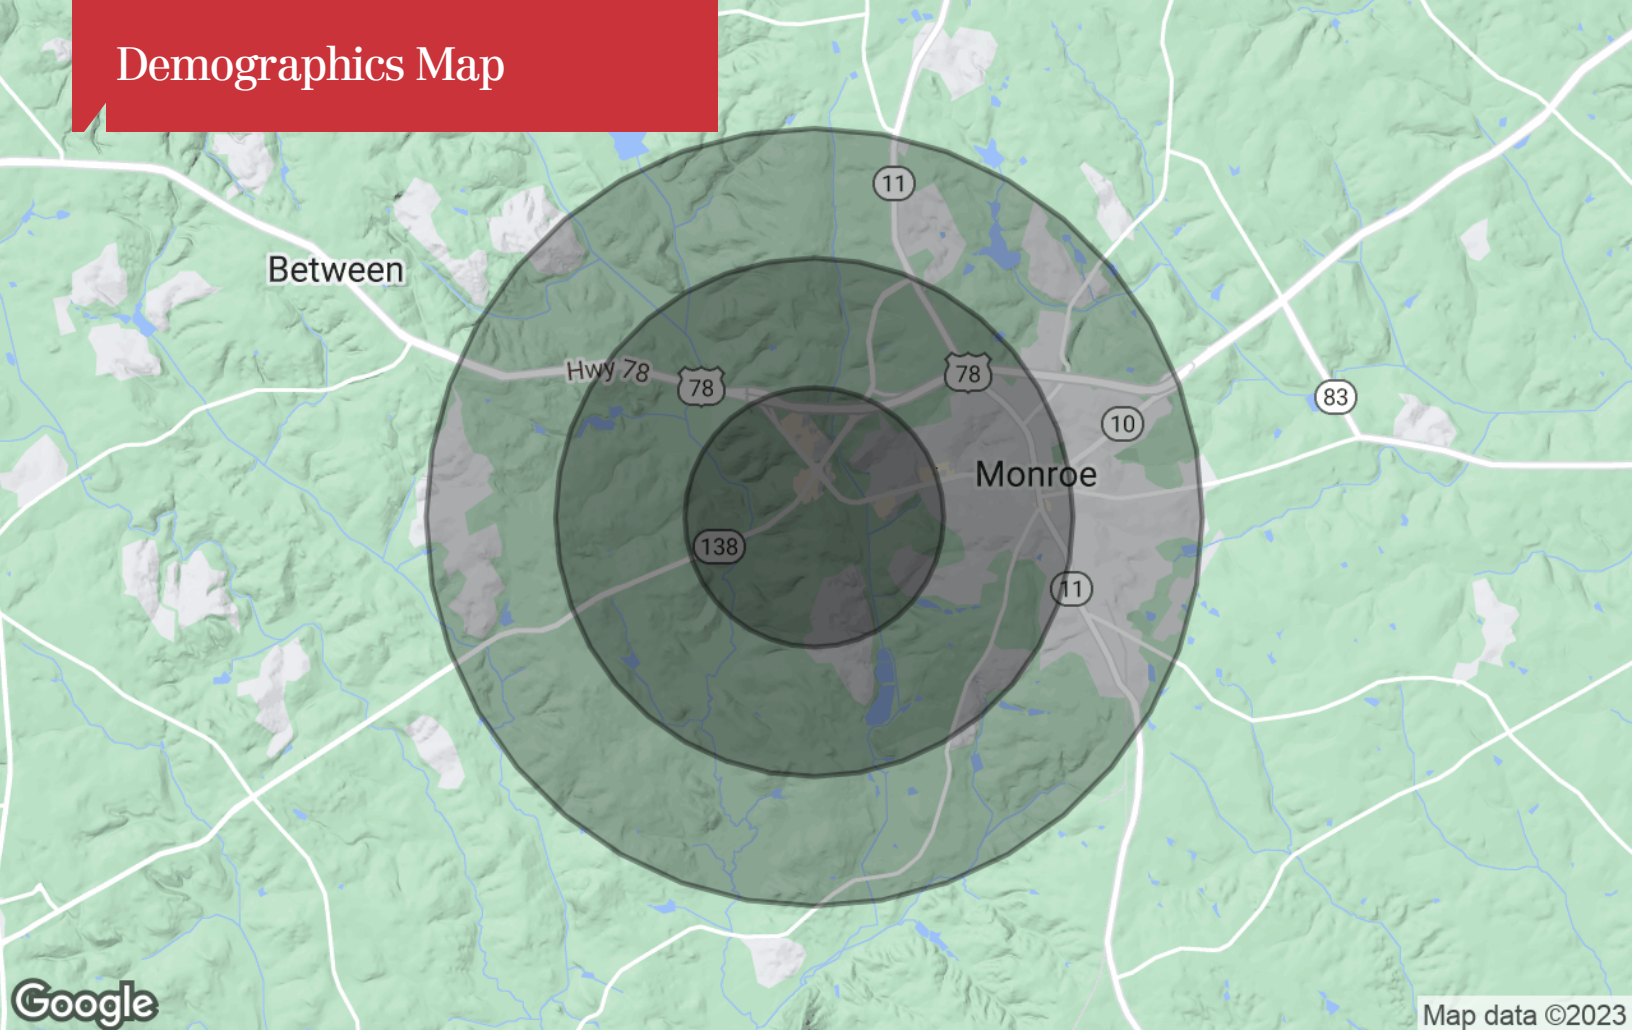 Demographics Map
11
Between
Hwy 78
78
78
83
10
Monroe
138
11
Google
Map data ©2023